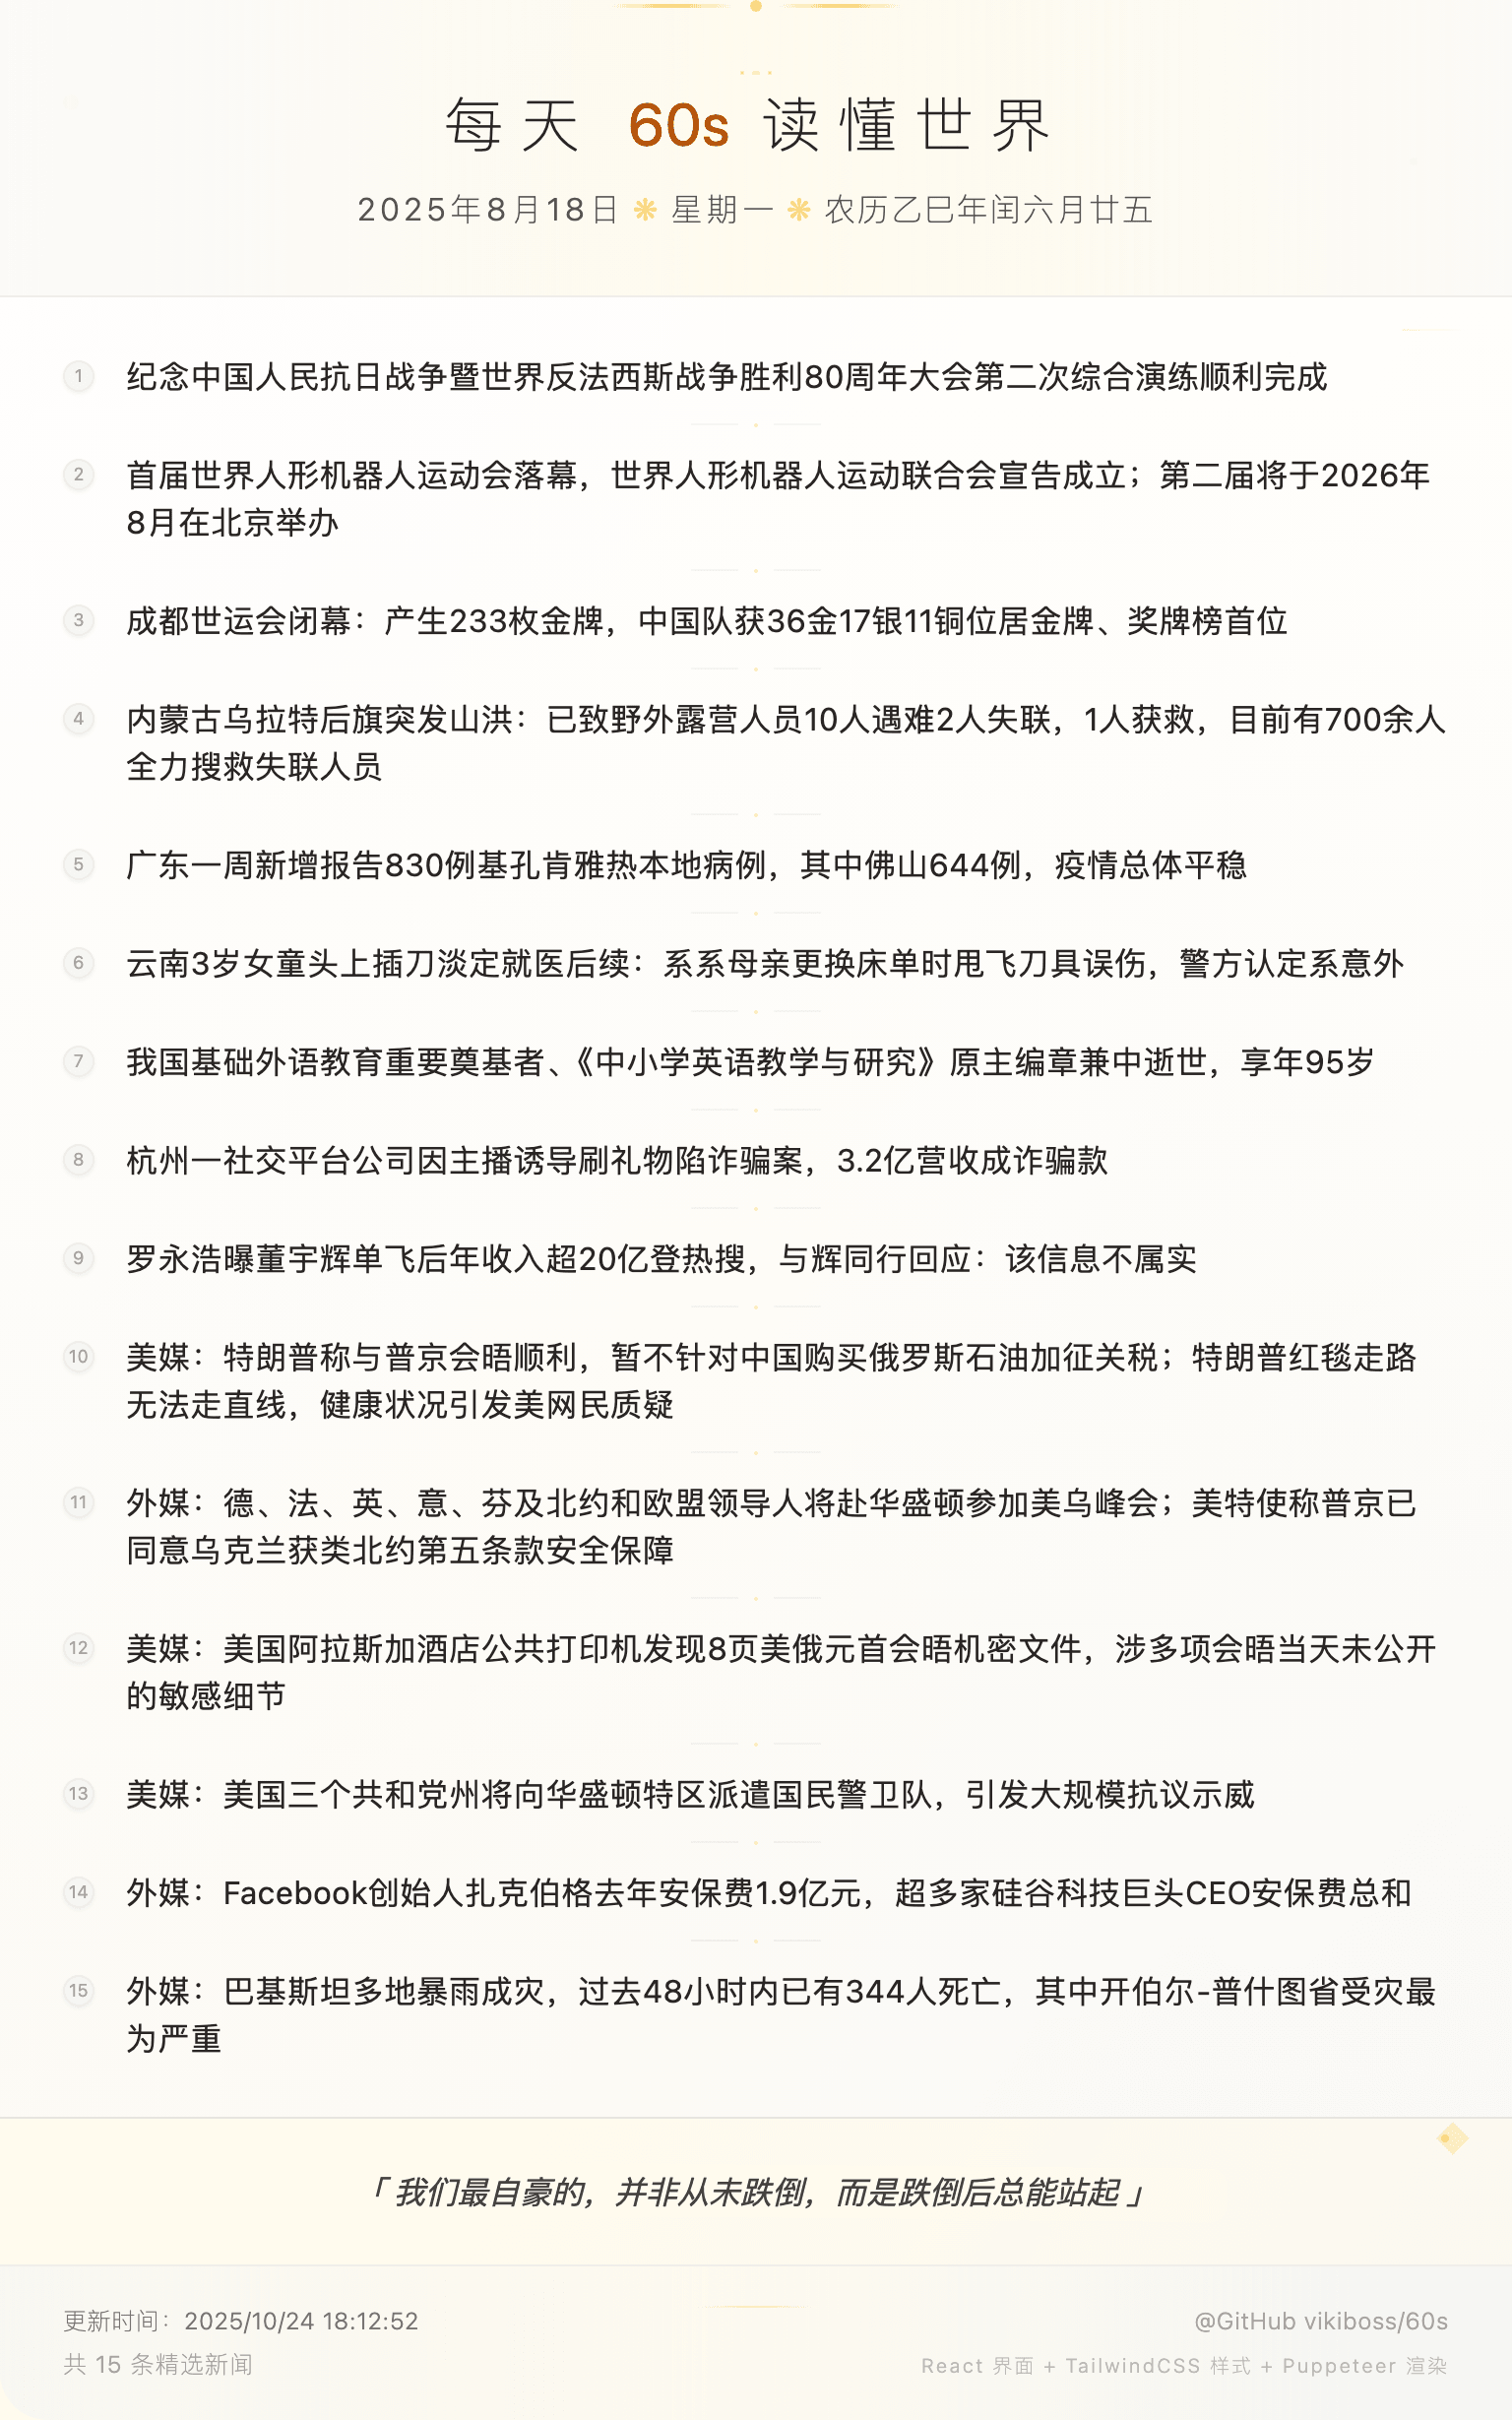 每天 60s 读懂世界
2025年8月18日 ❋ 星期一 ❋ 农历乙巳年闰六月廿五
1 纪念中国人民抗日战争暨世界反法西斯战争胜利80周年大会第二次综合演练顺利完成
2 首届世界人形机器人运动会落幕，世界人形机器人运动联合会宣告成立；第二届将于2026年
8月在北京举办
3 成都世运会闭幕：产生233枚金牌，中国队获36金17银11铜位居金牌、奖牌榜首位
4 内蒙古乌拉特后旗突发山洪：已致野外露营人员10人遇难2人失联，1人获救，目前有700余人
全力搜救失联人员
5 广东一周新增报告830例基孔肯雅热本地病例，其中佛山644例，疫情总体平稳
6 云南3岁女童头上插刀淡定就医后续：系系母亲更换床单时甩飞刀具误伤，警方认定系意外
7 我国基础外语教育重要奠基者、《中小学英语教学与研究》原主编章兼中逝世，享年95岁
8 杭州一社交平台公司因主播诱导刷礼物陷诈骗案，3.2亿营收成诈骗款
9 罗永浩曝董宇辉单飞后年收入超20亿登热搜，与辉同行回应：该信息不属实
10 美媒：特朗普称与普京会晤顺利，暂不针对中国购买俄罗斯石油加征关税；特朗普红毯走路
无法走直线，健康状况引发美网民质疑
11 外媒：德、法、英、意、芬及北约和欧盟领导人将赴华盛顿参加美乌峰会；美特使称普京已
同意乌克兰获类北约第五条款安全保障
12 美媒：美国阿拉斯加酒店公共打印机发现8页美俄元首会晤机密文件，涉多项会晤当天未公开
的敏感细节
13 美媒：美国三个共和党州将向华盛顿特区派遣国民警卫队，引发大规模抗议示威
14 外媒：Facebook创始人扎克伯格去年安保费1.9亿元，超多家硅谷科技巨头CEO安保费总和
15 外媒：巴基斯坦多地暴雨成灾，过去48小时内已有344人死亡，其中开伯尔-普什图省受灾最
为严重
「 我们最自豪的，并非从未跌倒，而是跌倒后总能站起 」
更新时间：2025/10/24 18:12:52
@GitHub vikiboss/60s
共 15 条精选新闻
React 界面 + TailwindCSS 样式 + Puppeteer 渲染